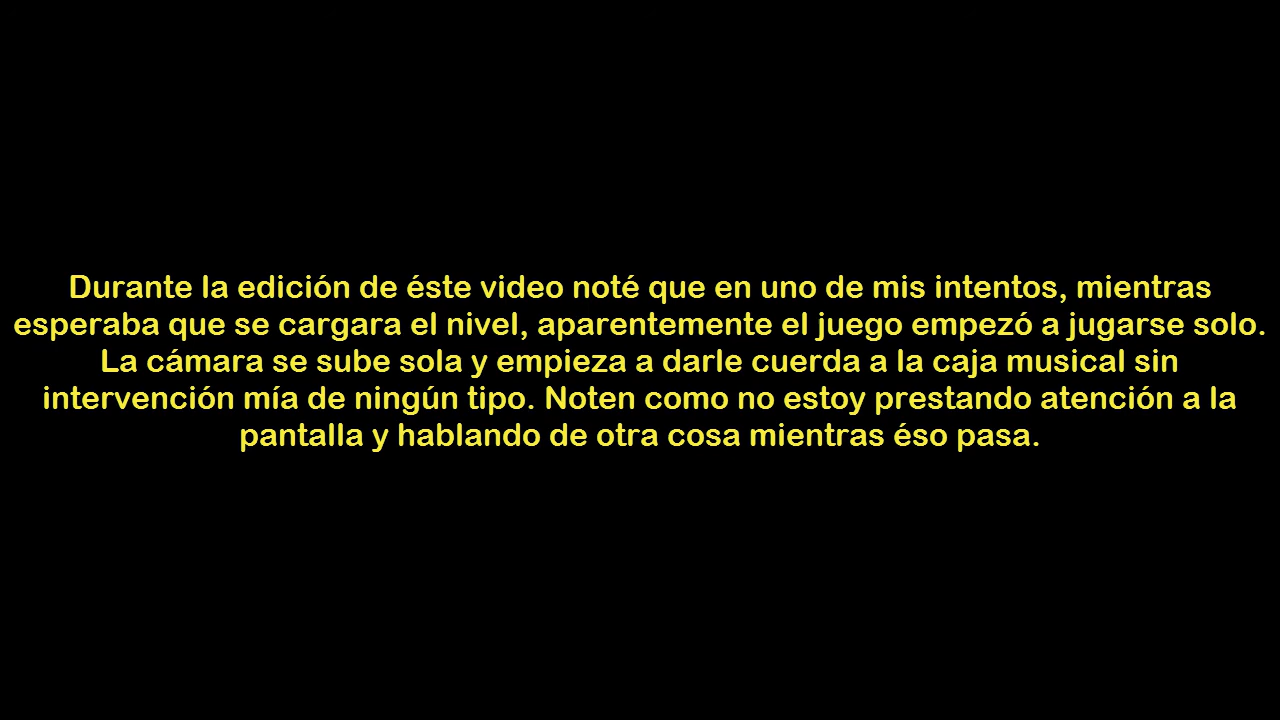 Durante la edición de éste video noté que en uno de mis intentos, mientras
esperaba que se cargara el nivel, aparentemente el juego empezó a jugarse solo.
La cámara se sube sola y empieza a darle cuerda a la caja musical sin
intervención mía de ningún tipo. Noten como no estoy prestando atención a la
pantalla y hablando de otra cosa mientras éso pasa.